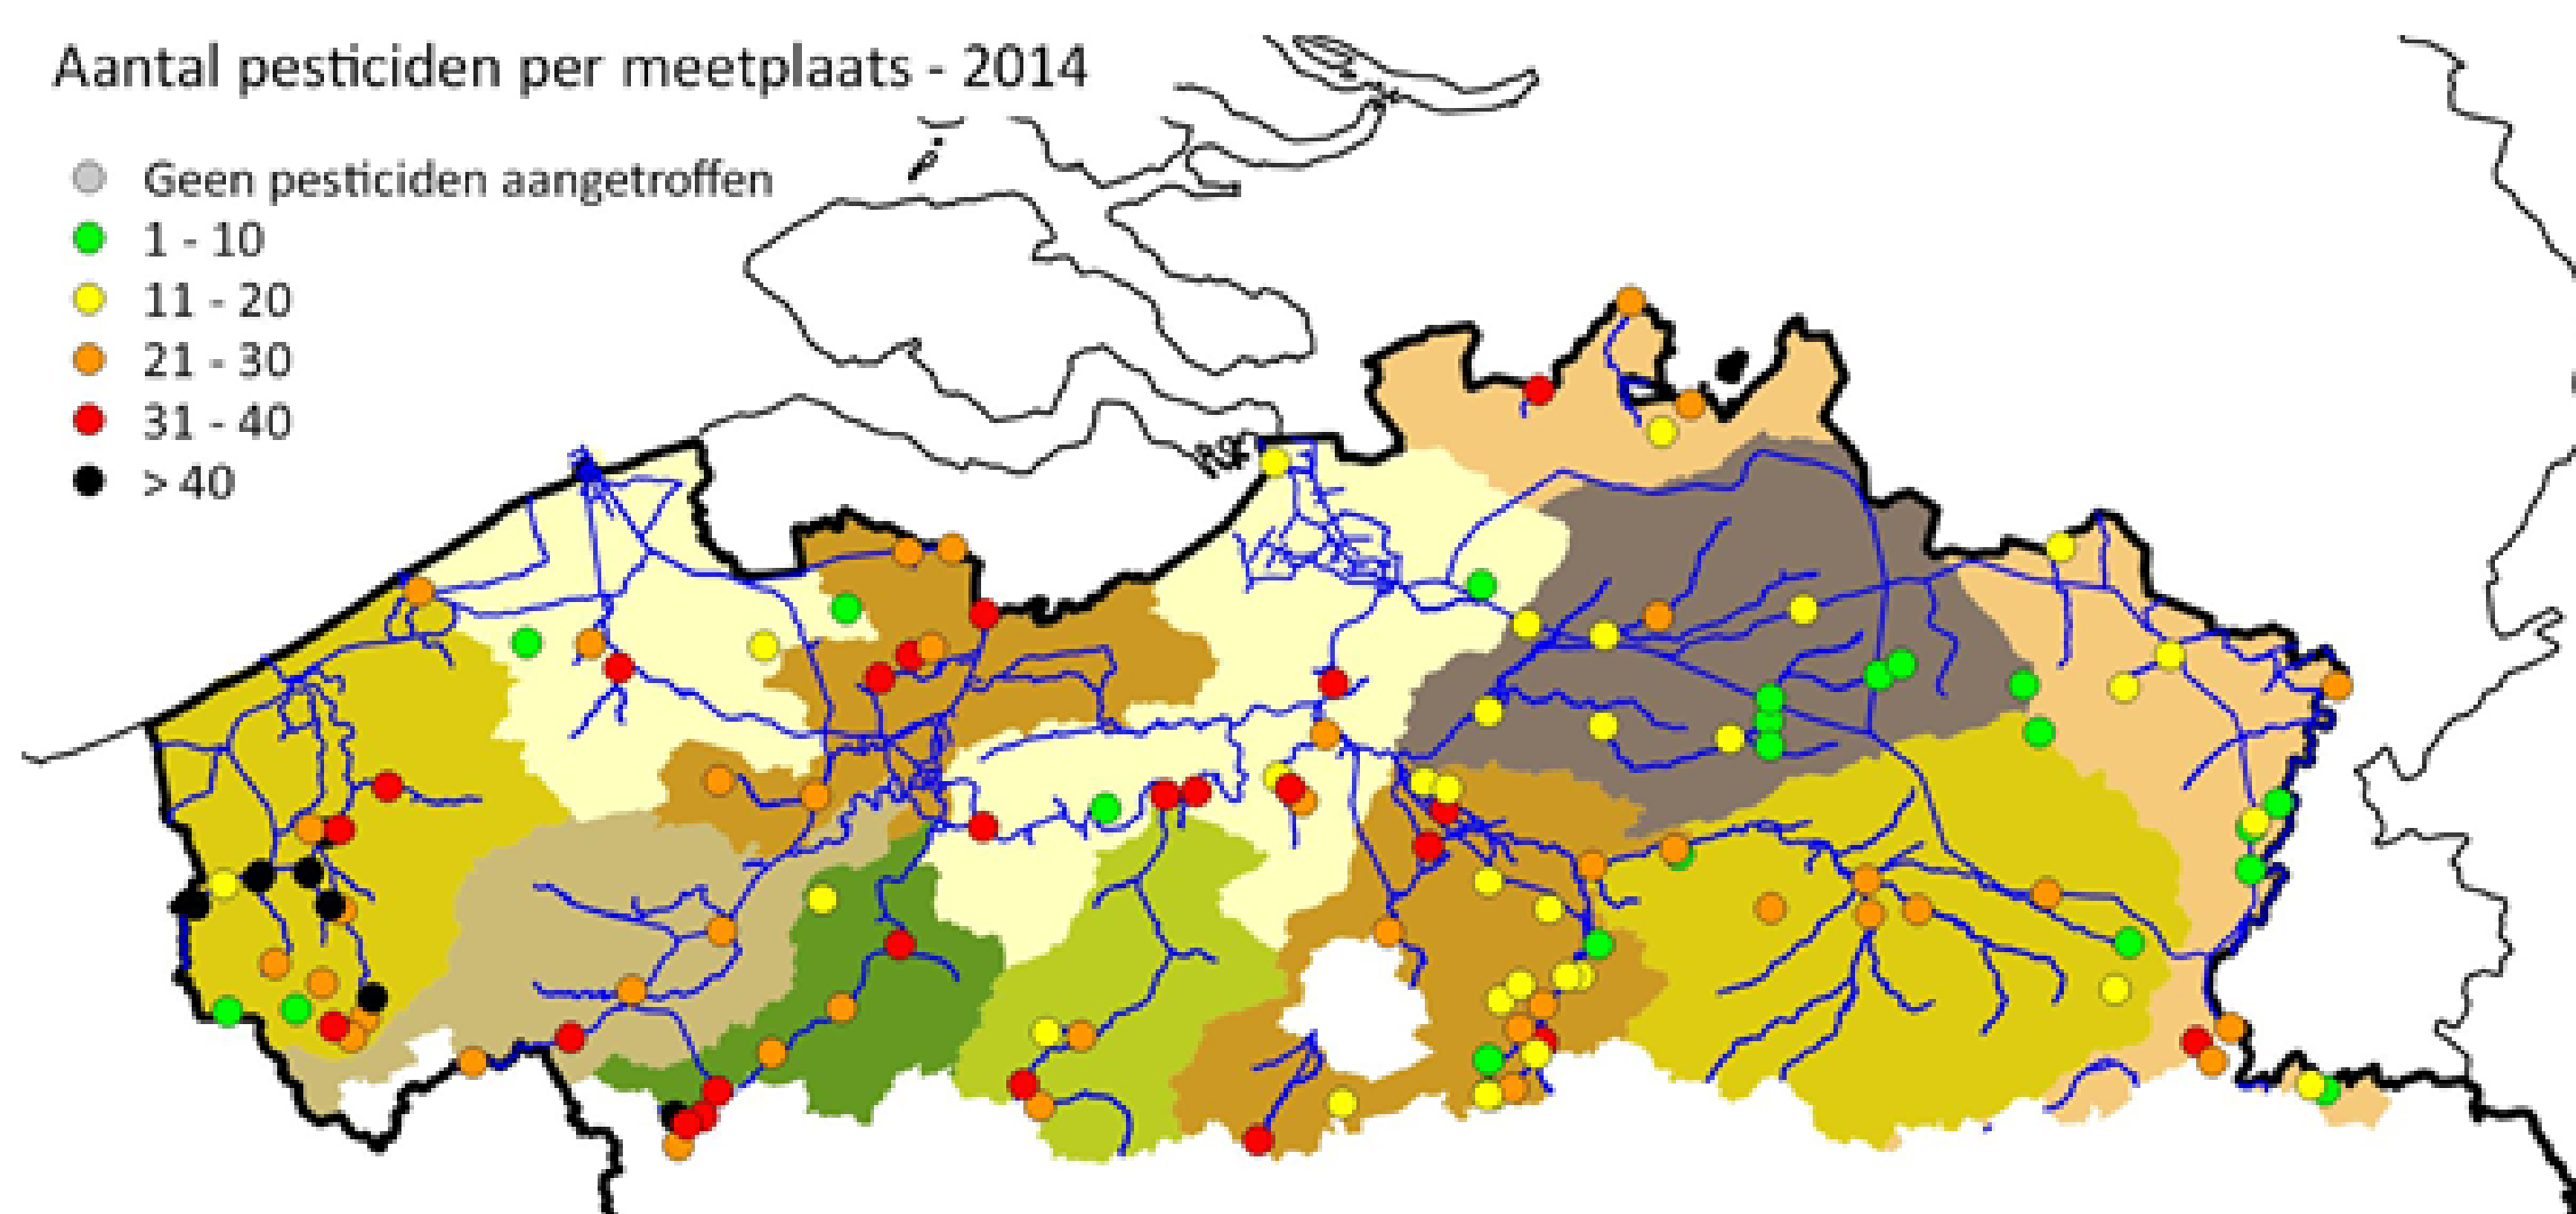 Aantal pesticiden per meetplaats - 2014
Geen pesticiden aangetroffen
1 - 10
11 - 20
21 - 30
31 - 40
> 40